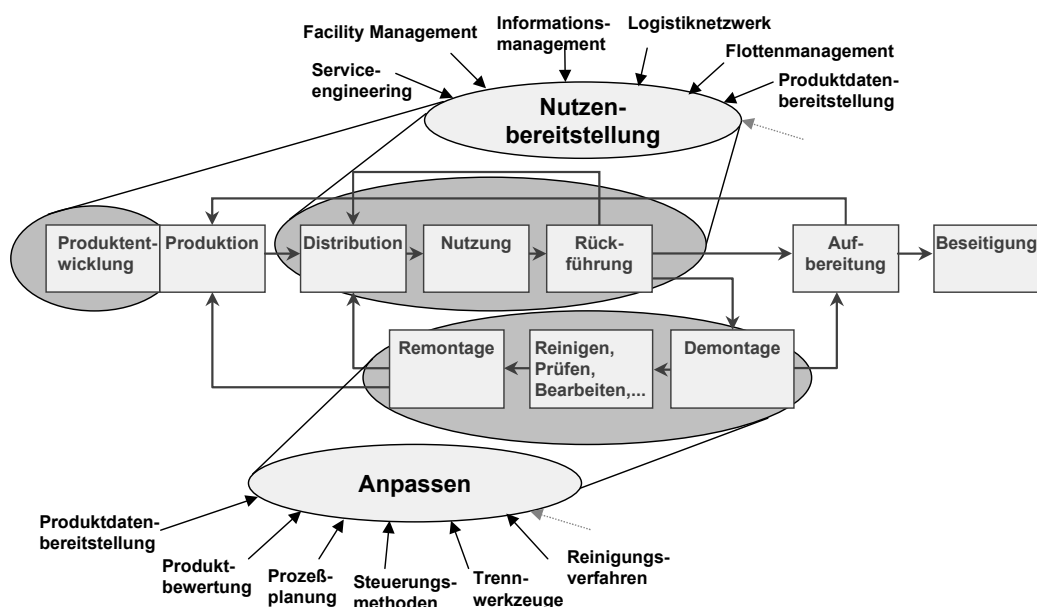 Facility Management
Informations-
management
Logistiknetzwerk
Flottenmanagement
Service-
engineering
Produktdaten-
bereitstellung
Nutzen-
bereitstellung
Produktent-
wicklung
Produktion
Distribution
Nutzung
Rück-
führung
Auf-
bereitung
Beseitigung
Remontage
Reinigen,
Prüfen,
Bearbeiten,...
Demontage
Anpassen
Produktdaten-
bereitstellung
Produkt-
bewertung
Prozeß-
planung
Steuerungs-
methoden
Trenn-
werkzeuge
Reinigungs-
verfahren